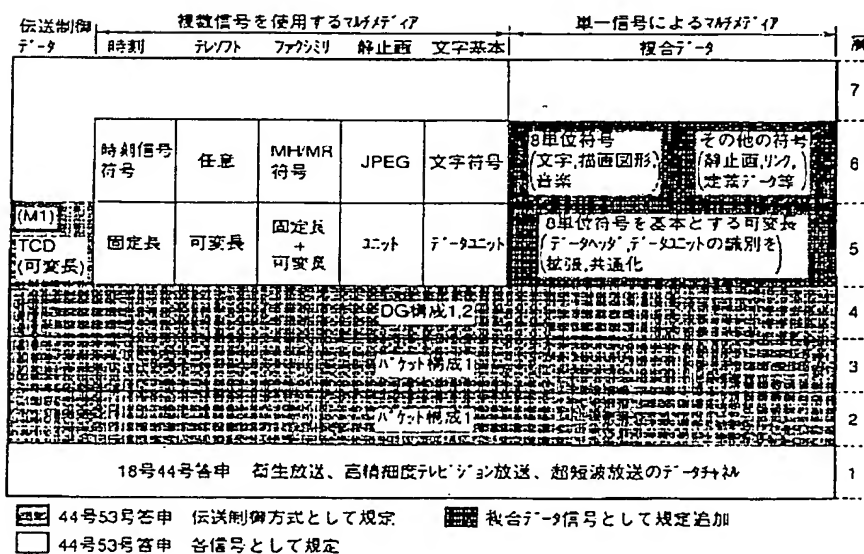 伝送制御 複数信号を使用するマルチメディア 単一信号によるマルチメディア
データ 時刻 テレソフト ファクシミリ 静止画 文字基本 複合データ 層
7
時刻信号符号 任意 MH/MR符号 JPEG 文字符号
8単位符号
(文字,描画図形)
音楽
その他の符号
(静止画,リンク,
定義データ等)
6
(M1)
TCD
(可変長)
固定長 可変長 固定長+可変長 ユニット データユニット
8単位符号を基本とする可変長
(データヘッダ,データユニットの識別を)
(拡張,共通化)
5
DG構成1,2
4
パケット構成1
3
パケット構成1
2
18号44号答申 衛生放送、高精細度テレビジョン放送、超短波放送のデータチャネル
1
44号53号答申 伝送制御方式として規定
複合データ信号として規定追加
44号53号答申 各信号として規定